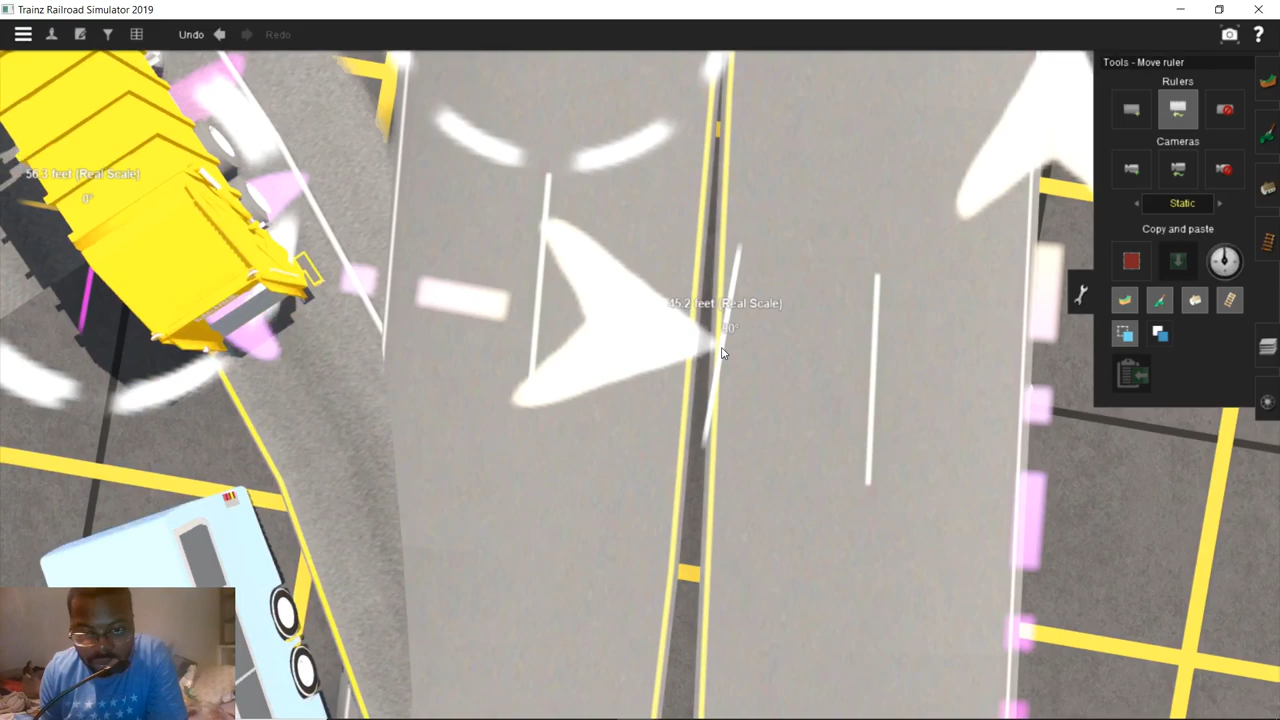 Trainz Railroad Simulator 2019
Undo
Redo
?
Tools - Move ruler
Rulers
Cameras
Static
Copy and paste
56.3 feet (Real Scale)
0°
45.2 feet (Real Scale)